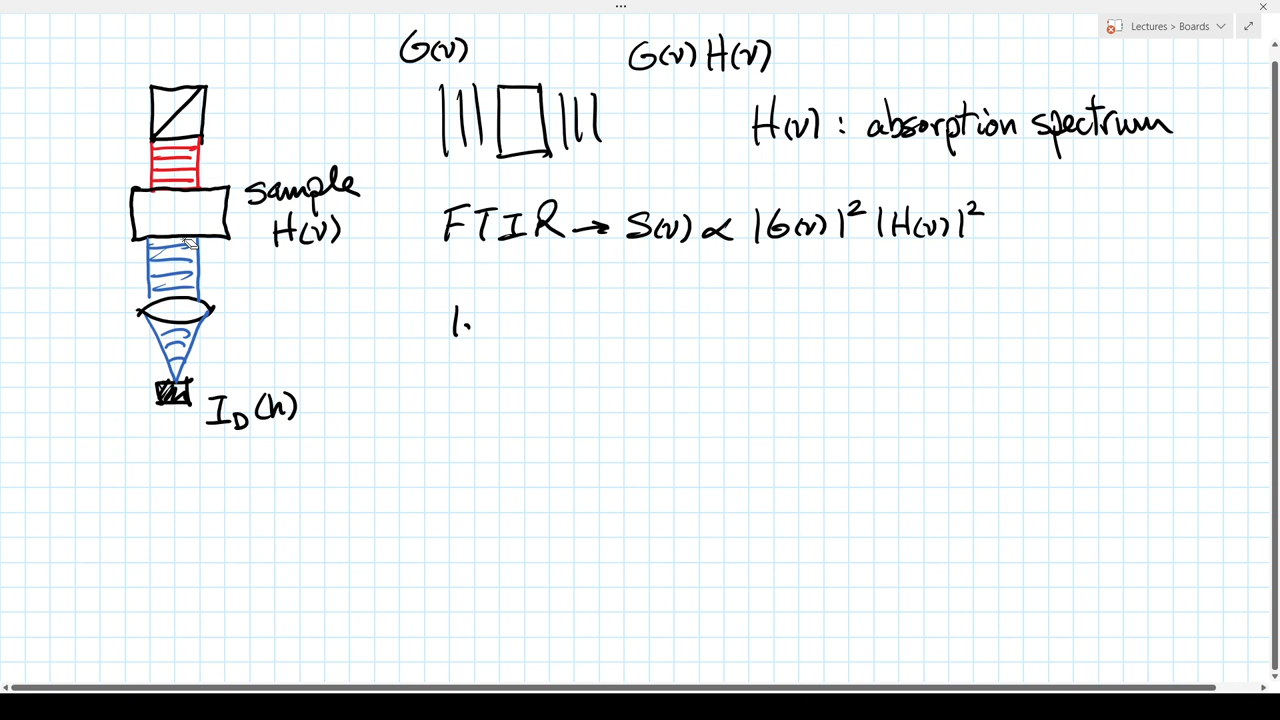 Lectures > Boards
G(ν)
G(ν) H(ν)
H(ν) : absorption spectrum
sample
H(ν)
FTIR → S(ν) ∝ |G(ν)|² |H(ν)|²
1.
I_D(h)